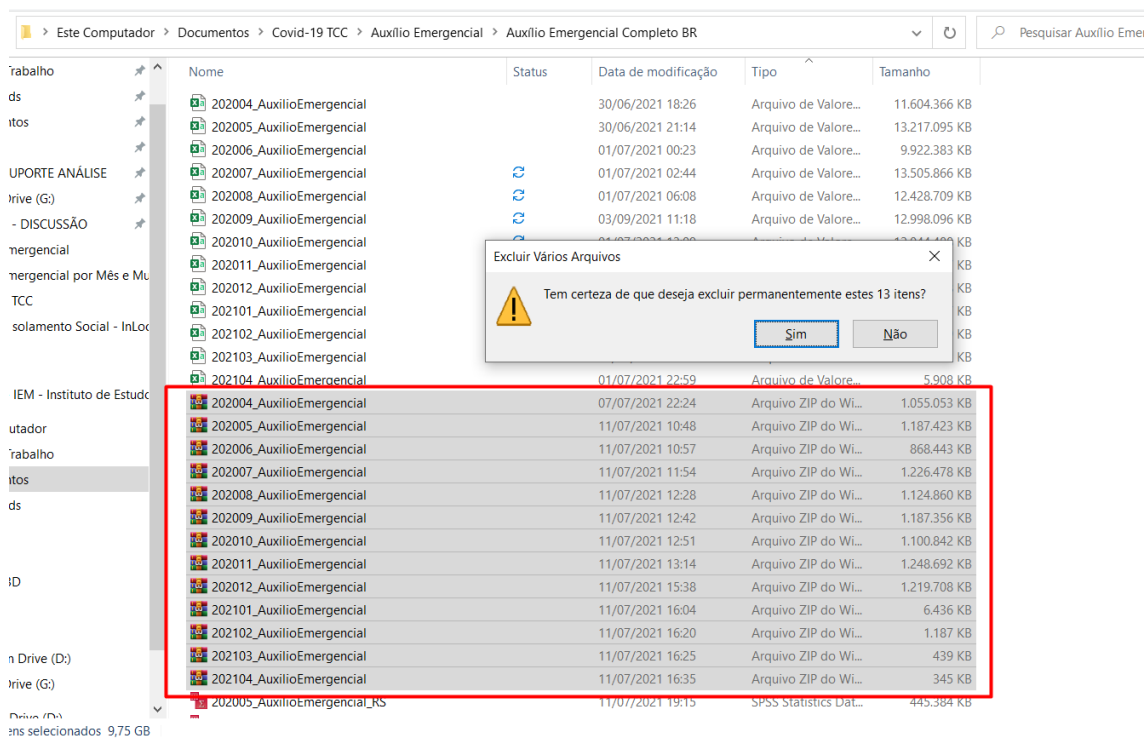 Este Computador > Documentos > Covid-19 TCC > Auxílio Emergencial > Auxílio Emergencial Completo BR
Pesquisar Auxílio Emer
Nome Status Data de modificação Tipo Tamanho
rabalho
ds
ntos
UPORTE ANÁLISE
Drive (G:)
- DISCUSSÃO
mergencial
mergencial por Mês e Mu
TCC
solamento Social - InLoc
IEM - Instituto de Estudo
utador
rabalho
ntos
ds
3D
n Drive (D:)
Drive (G:)
Drive (D:)
202004_AuxilioEmergencial 30/06/2021 18:26 Arquivo de Valore... 11.604.366 KB
202005_AuxilioEmergencial 30/06/2021 21:14 Arquivo de Valore... 13.217.095 KB
202006_AuxilioEmergencial 01/07/2021 00:23 Arquivo de Valore... 9.922.383 KB
202007_AuxilioEmergencial 01/07/2021 02:44 Arquivo de Valore... 13.505.866 KB
202008_AuxilioEmergencial 01/07/2021 06:08 Arquivo de Valore... 12.428.709 KB
202009_AuxilioEmergencial 03/09/2021 11:18 Arquivo de Valore... 12.998.096 KB
202010_AuxilioEmergencial KB
202011_AuxilioEmergencial KB
202012_AuxilioEmergencial KB
202101_AuxilioEmergencial KB
202102_AuxilioEmergencial KB
202103_AuxilioEmergencial KB
202104_AuxilioEmergencial 01/07/2021 22:59 Arquivo de Valore... 5.908 KB
Excluir Vários Arquivos
Tem certeza de que deseja excluir permanentemente estes 13 itens?
Sim Não
202004_AuxilioEmergencial 07/07/2021 22:24 Arquivo ZIP do Wi... 1.055.053 KB
202005_AuxilioEmergencial 11/07/2021 10:48 Arquivo ZIP do Wi... 1.187.423 KB
202006_AuxilioEmergencial 11/07/2021 10:57 Arquivo ZIP do Wi... 868.443 KB
202007_AuxilioEmergencial 11/07/2021 11:54 Arquivo ZIP do Wi... 1.226.478 KB
202008_AuxilioEmergencial 11/07/2021 12:28 Arquivo ZIP do Wi... 1.124.860 KB
202009_AuxilioEmergencial 11/07/2021 12:42 Arquivo ZIP do Wi... 1.187.356 KB
202010_AuxilioEmergencial 11/07/2021 12:51 Arquivo ZIP do Wi... 1.100.842 KB
202011_AuxilioEmergencial 11/07/2021 13:14 Arquivo ZIP do Wi... 1.248.692 KB
202012_AuxilioEmergencial 11/07/2021 15:38 Arquivo ZIP do Wi... 1.219.708 KB
202101_AuxilioEmergencial 11/07/2021 16:04 Arquivo ZIP do Wi... 6.436 KB
202102_AuxilioEmergencial 11/07/2021 16:20 Arquivo ZIP do Wi... 1.187 KB
202103_AuxilioEmergencial 11/07/2021 16:25 Arquivo ZIP do Wi... 439 KB
202104_AuxilioEmergencial 11/07/2021 16:35 Arquivo ZIP do Wi... 345 KB
202005_AuxilioEmergencial_RS 11/07/2021 19:15 SPSS Statistics Dat... 445.384 KB
ens selecionados 9,75 GB